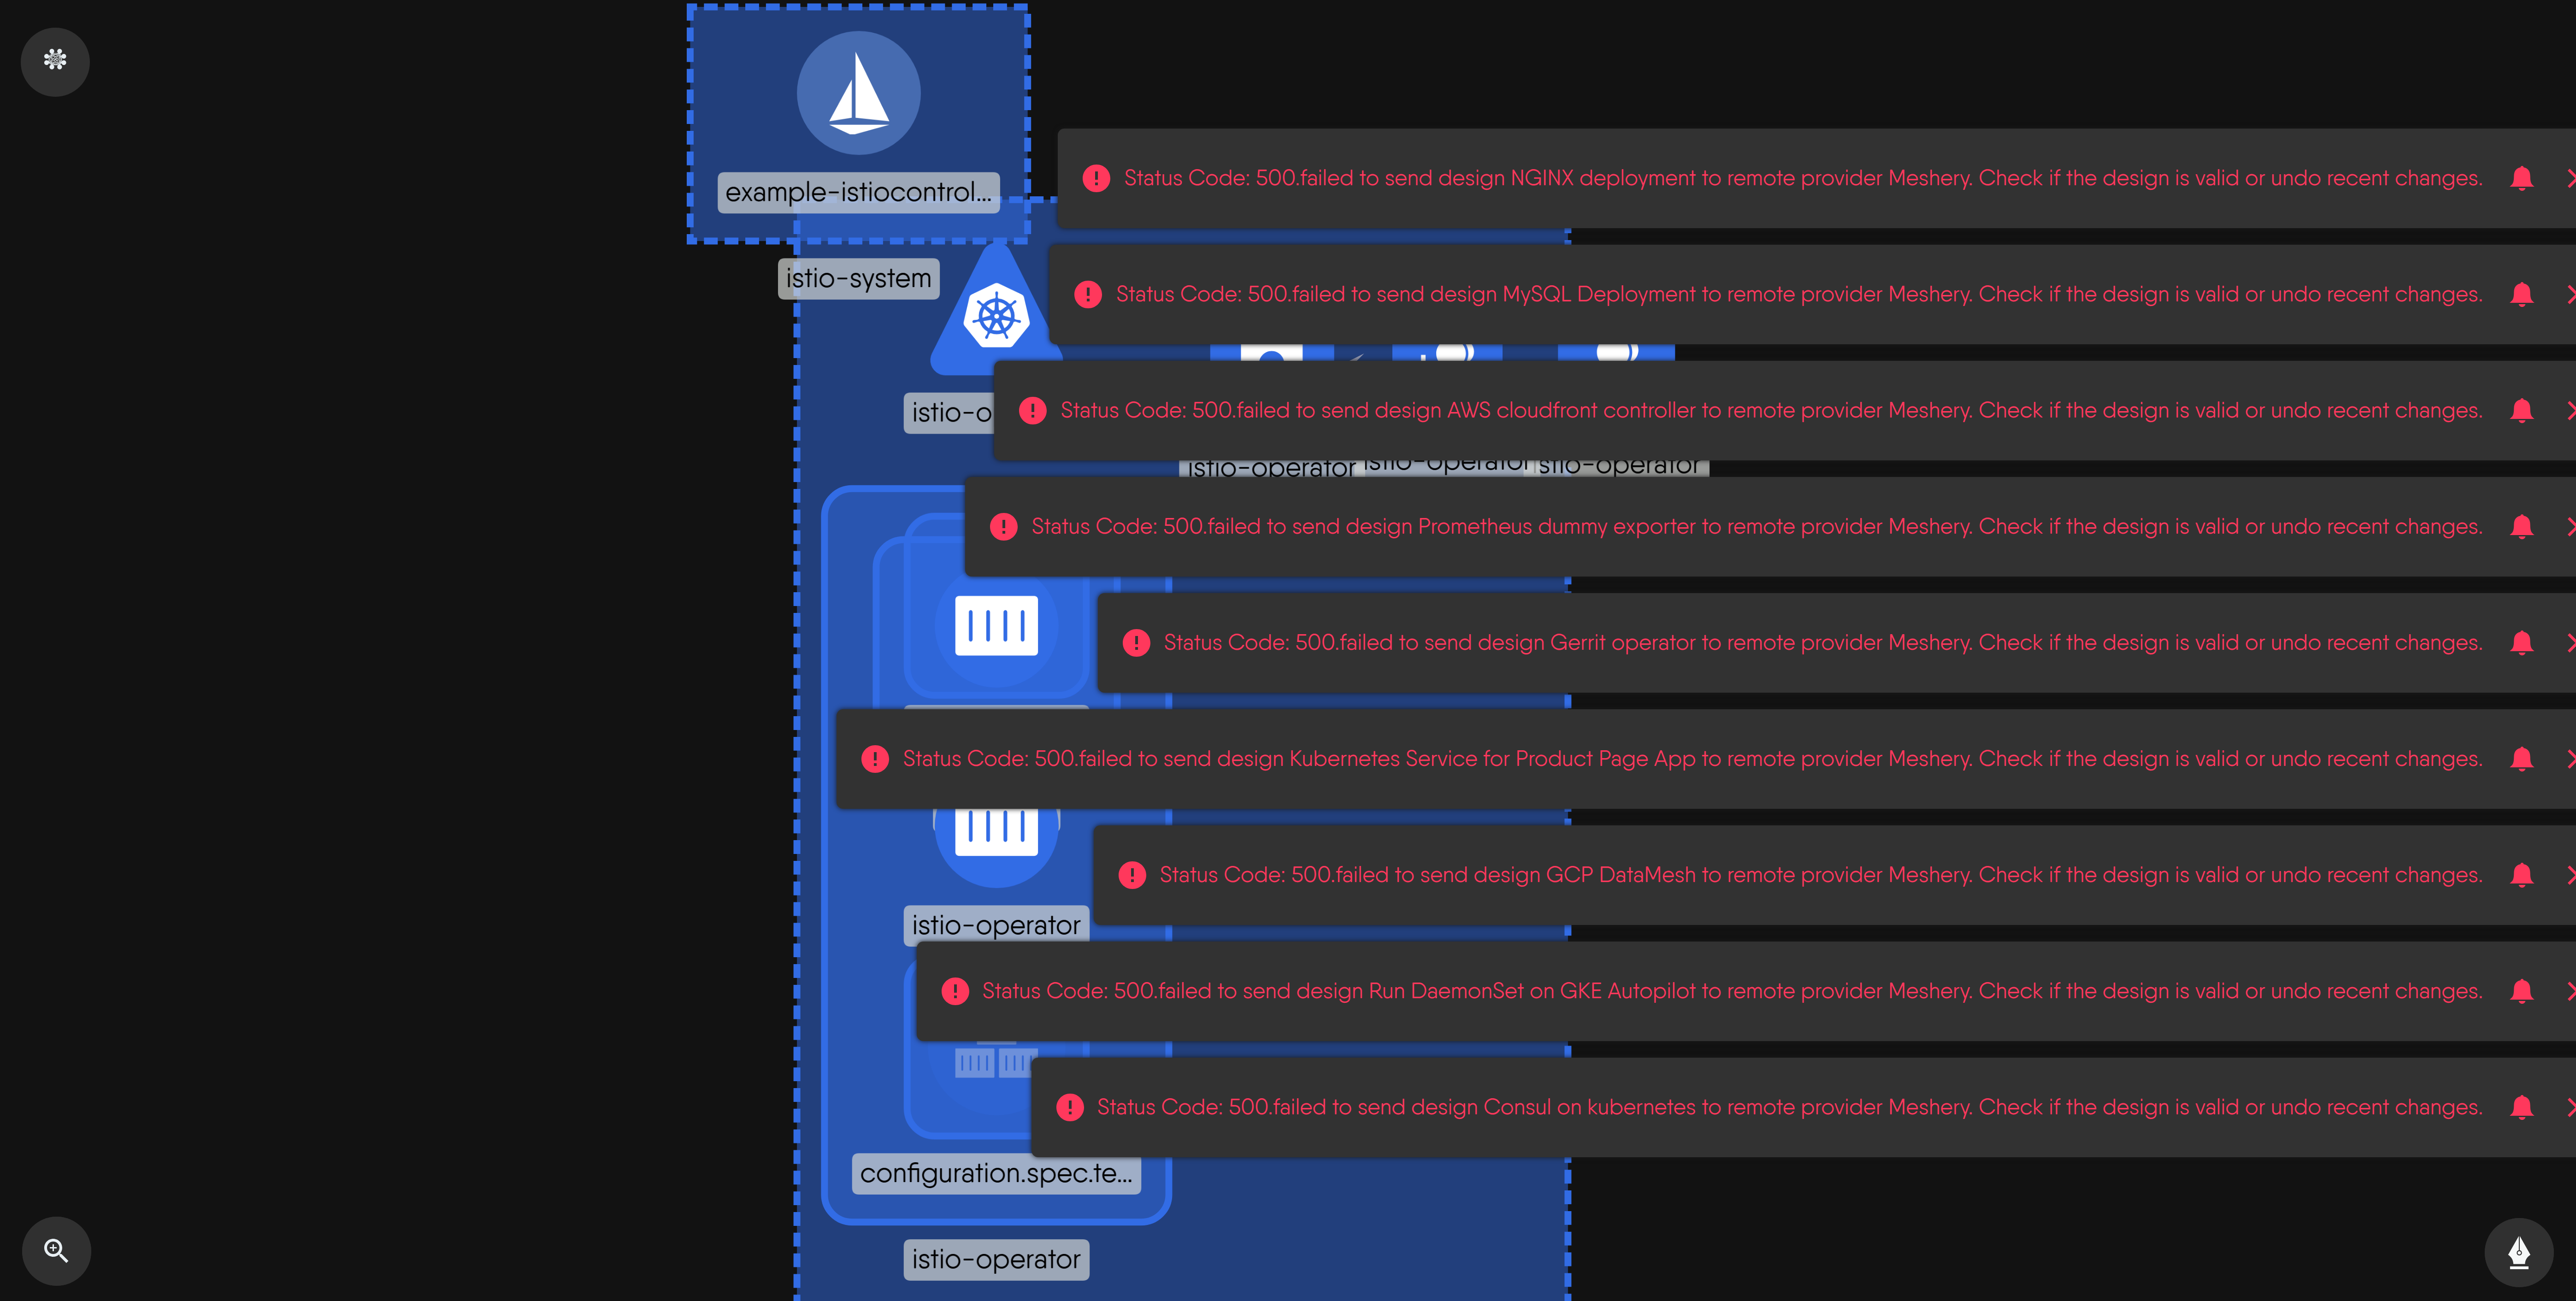 example-istiocontrol...
Status Code: 500.failed to send design NGINX deployment to remote provider Meshery. Check if the design is valid or undo recent changes.
istio-system
Status Code: 500.failed to send design MySQL Deployment to remote provider Meshery. Check if the design is valid or undo recent changes.
istio-o
Status Code: 500.failed to send design AWS cloudfront controller to remote provider Meshery. Check if the design is valid or undo recent changes.
istio-operator istio-operator istio-operator
Status Code: 500.failed to send design Prometheus dummy exporter to remote provider Meshery. Check if the design is valid or undo recent changes.
Status Code: 500.failed to send design Gerrit operator to remote provider Meshery. Check if the design is valid or undo recent changes.
Status Code: 500.failed to send design Kubernetes Service for Product Page App to remote provider Meshery. Check if the design is valid or undo recent changes.
Status Code: 500.failed to send design GCP DataMesh to remote provider Meshery. Check if the design is valid or undo recent changes.
istio-operator
Status Code: 500.failed to send design Run DaemonSet on GKE Autopilot to remote provider Meshery. Check if the design is valid or undo recent changes.
Status Code: 500.failed to send design Consul on kubernetes to remote provider Meshery. Check if the design is valid or undo recent changes.
configuration.spec.te...
istio-operator